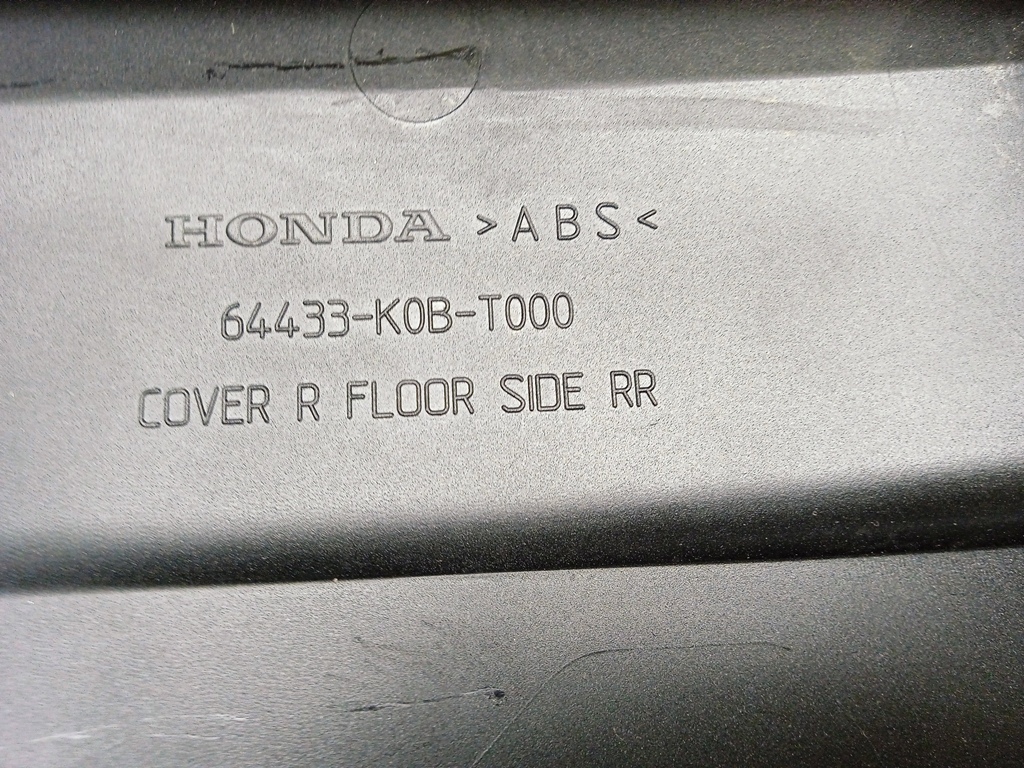 HONDA >ABS<
64433-K0B-T000
COVER R FLOOR SIDE RR